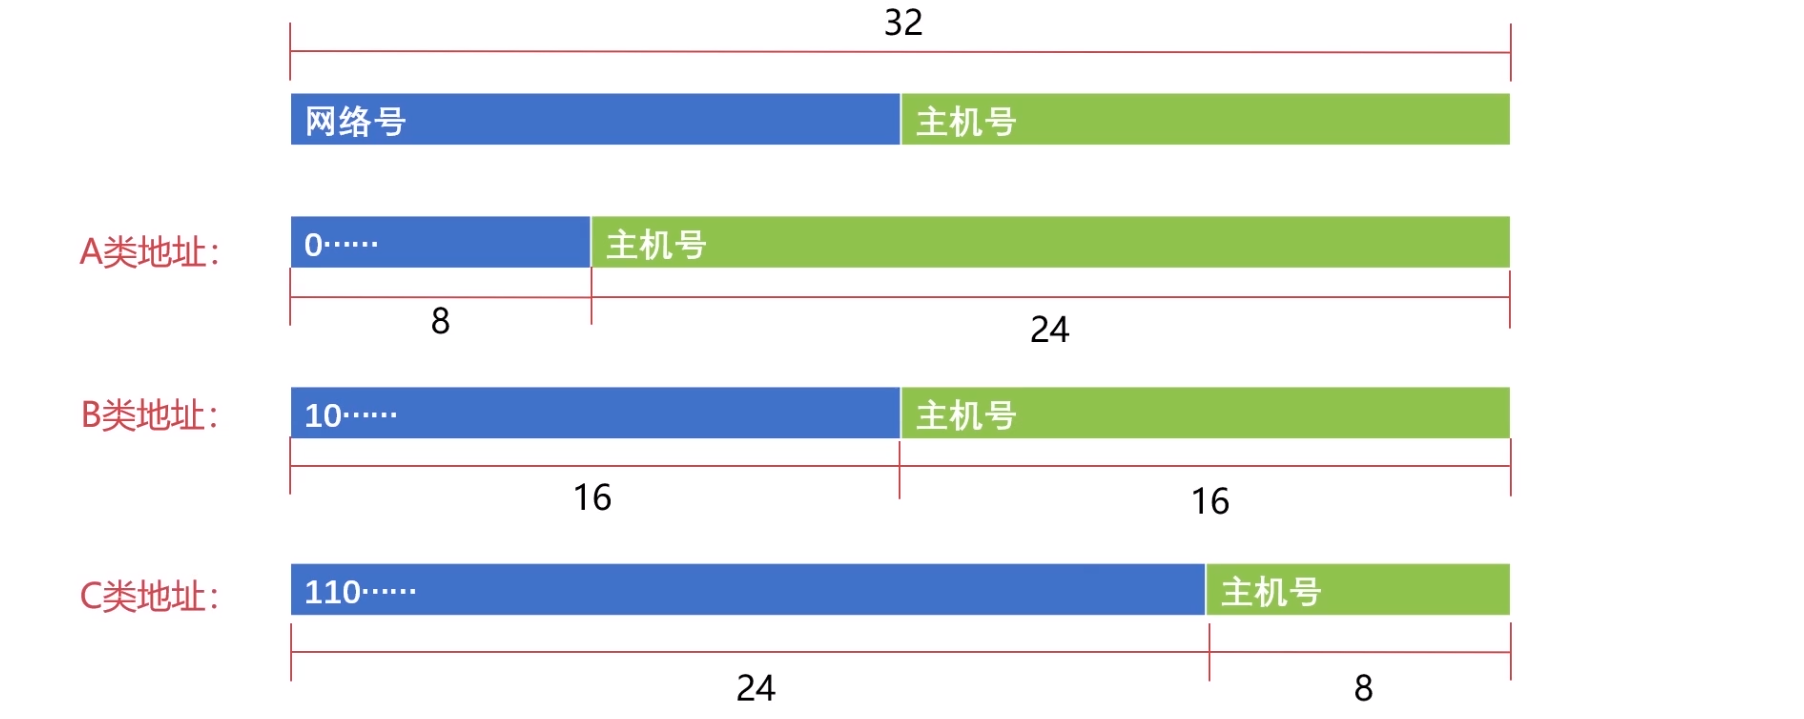 32
网络号 主机号
A类地址： 0…… 主机号
8 24
B类地址： 10…… 主机号
16 16
C类地址： 110…… 主机号
24 8